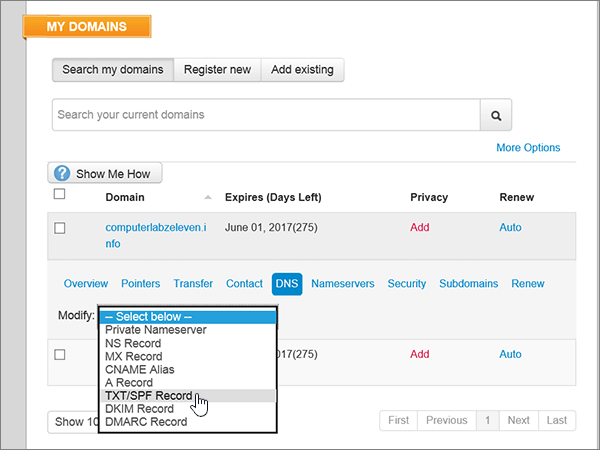 MY DOMAINS
Search my domains Register new Add existing
Search your current domains
More Options
? Show Me How
Domain Expires (Days Left) Privacy Renew
computerlabzeleven.i June 01, 2017(275) Add Auto
nfo
Overview Pointers Transfer Contact DNS Nameservers Security Subdomains Renew
Modify: -- Select below --
Private Nameserver
NS Record
MX Record
17(275) Add Auto
CNAME Alias
A Record
TXT/SPF Record
DKIM Record
Show 10 First Previous 1 Next Last
DMARC Record